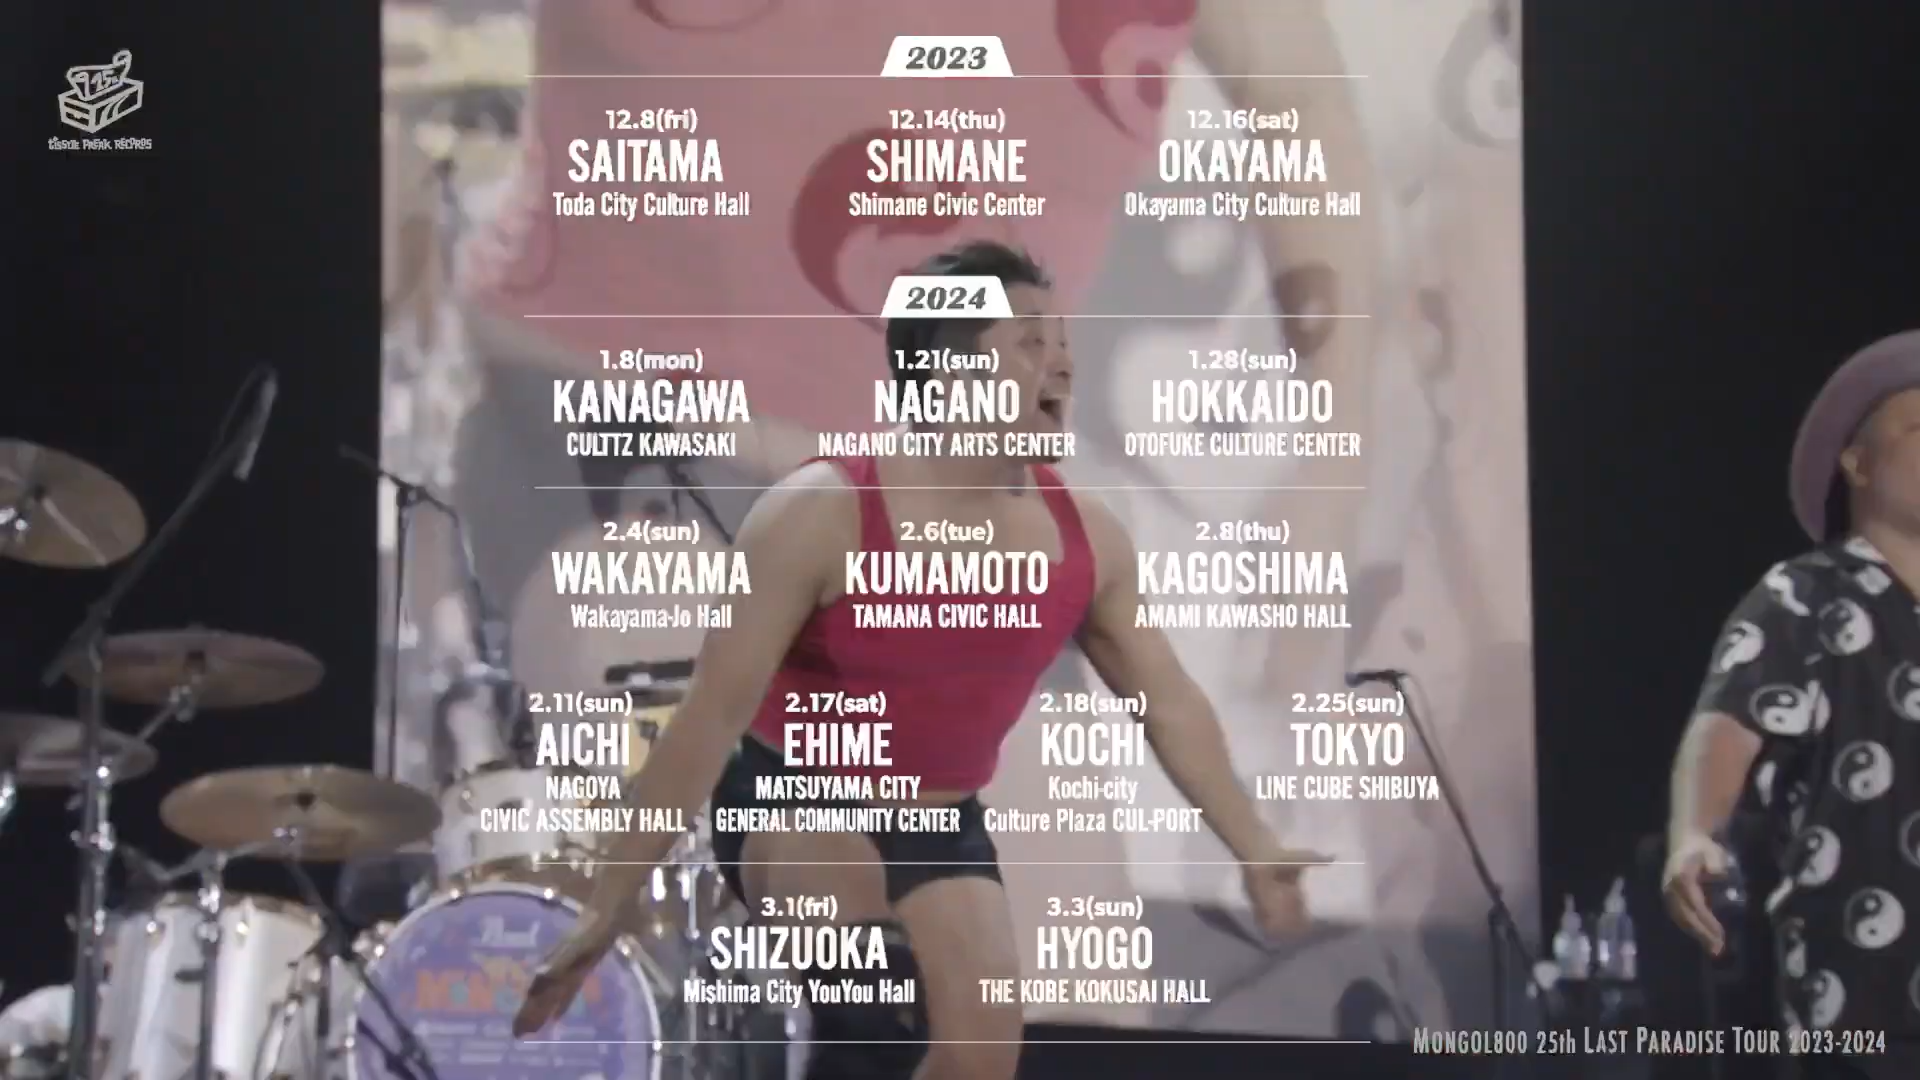 TISSUE FREAK RECORDS
2023
12.8(fri)
SAITAMA
Toda City Culture Hall
12.14(thu)
SHIMANE
Shimane Civic Center
12.16(sat)
OKAYAMA
Okayama City Culture Hall
2024
1.8(mon)
KANAGAWA
CULTTZ KAWASAKI
1.21(sun)
NAGANO
NAGANO CITY ARTS CENTER
1.28(sun)
HOKKAIDO
OTOFUKE CULTURE CENTER
2.4(sun)
WAKAYAMA
Wakayama-Jo Hall
2.6(tue)
KUMAMOTO
TAMANA CIVIC HALL
2.8(thu)
KAGOSHIMA
AMAMI KAWASHO HALL
2.11(sun)
AICHI
NAGOYA
CIVIC ASSEMBLY HALL
2.17(sat)
EHIME
MATSUYAMA CITY
GENERAL COMMUNITY CENTER
2.18(sun)
KOCHI
Kochi-city
Culture Plaza CUL-PORT
2.25(sun)
TOKYO
LINE CUBE SHIBUYA
3.1(fri)
SHIZUOKA
Mishima City YouYou Hall
3.3(sun)
HYOGO
THE KOBE KOKUSAI HALL
Pearl
MONGOL800 25th LAST PARADISE TOUR 2023-2024